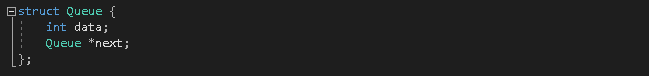 struct Queue {
int data;
Queue *next;
};